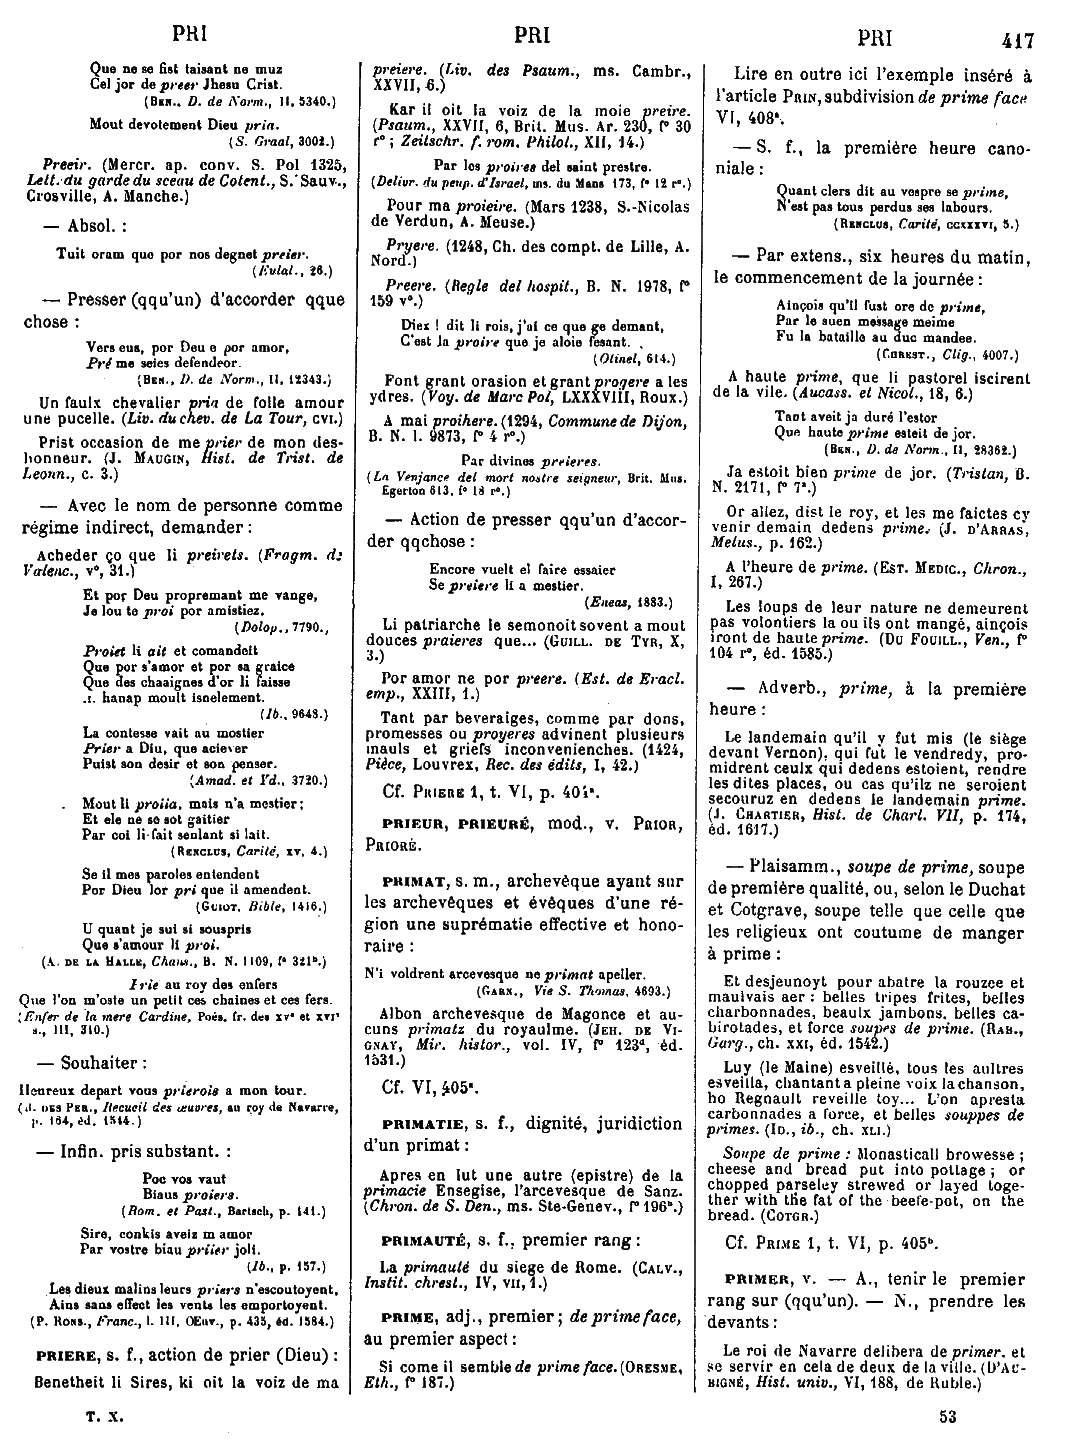 PRI
PRI
PRI
417
Que ne se fist taisant ne muz
Cel jor de preer Jhesu Crist.
(BEN., D. de Norm., II, 5340.)
Mout devotement Dieu pria.
(S. Graal, 3002.)
Preeir. (Mercr. ap. conv. S. Pol 1325,
Lett. du garde du sceau de Cotent., S. Sauv.,
Crosville, A. Manche.)
— Absol. :
Tuit oram que por nos degnet preier.
(Eulal., 26.)
— Presser (qqu'un) d'accorder qque
chose :
Vers eus, por Deu e por amor,
Pré me seies defendeor.
(BEN., D. de Norm., II, 12343.)
Un faulx chevalier pria de folle amour
une pucelle. (Liv. du chev. de La Tour, CVI.)
Prist occasion de me prier de mon des-
honneur. (J. MAUGIN, Hist. de Trist. de
Leonn., c. 3.)
— Avec le nom de personne comme
régime indirect, demander :
Acheder ço que li preirets. (Fragm. de
Valenc., v°, 31.)
Et por Deu proprement me vange,
Je lou te proi por amistiez.
(Dolop., 7790.,
Proiet li ait et comandeit
Que por s'amor et por sa graice
Que des chaaignes d'or li faisse
.I. hanap moult isnelement.
(Ib., 9648.)
La contesse vait au mostier
Prier a Diu, que aciever
Puist son desir et son penser.
(Amad. et Yd., 3720.)
Mout li proiia, mais n'a mestier;
Et ele ne se sot gaitier
Par coi li fait senlant si lait.
(RENCLUS, Carité, XV, 4.)
Se il mes paroles entendent
Por Dieu lor pri que il amendent.
(GUIOT, Bible, 1416.)
U quant je sui si souspris
Que s'amour li proi.
(A. DE LA HALLE, Chans., B. N. 1109, f° 321b.)
Irie au roy des enfers
Que l'on m'oste un petit ces chaines et ces fers.
(Enfer de la mere Cardine, Poés. fr. des XVe et XVIe
s., III, 310.)
— Souhaiter :
Heureux depart vous prierois a mon tour.
(J. DES PER., Recueil des œuvres, au roy de Navarre,
p. 164, éd. 1544.)
— Infin. pris substant. :
Poc vos vaut
Biaus proiers.
(Rom. et Past., Bartsch, p. 141.)
Sire, conkis aveiz m amor
Par vostre biau priier joli.
(Ib., p. 157.)
Les dieux malins leurs priers n'escoutoyent,
Ains sans effect les vents les emportoyent.
(P. RONS., Franc., l. III, OEuv., p. 435, éd. 1584.)
PRIERE, s. f., action de prier (Dieu) :
Benetheit li Sires, ki oit la voiz de ma
T. X.
preiere. (Liv. des Psaum., ms. Cambr.,
XXVII, 6.)
Kar il oit la voiz de la moie preire.
(Psaum., XXVII, 6, Brit. Mus. Ar. 230, f° 30
r° ; Zeitschr. f. rom. Philol., XII, 14.)
Par les proires del saint prestre.
(Delivr. du peup. d'Israel, ms. du Mans 173, f° 12 r°.)
Pour ma proieire. (Mars 1238, S.-Nicolas
de Verdun, A. Meuse.)
Pryere. (1248, Ch. des compt. de Lille, A.
Nord.)
Preere. (Regle del hospit., B. N. 1978, f°
159 v°.)
Diex ! dit li rois, j'ai ce que ge demant,
C'est la proire que je aloie fesant.
(Otinel, 614.)
Font grant orasion et grant proqere a les
ydres. (Voy. de Marc Pol, LXXXVIII, Roux.)
A mai proihere. (1294, Commune de Dijon,
B. N. l. 9873, f° 4 r°.)
Par divines preieres.
(La Venjance del mort nostre seigneur, Brit. Mus.
Egerton 613, f° 18 r°.)
— Action de presser qqu'un d'accor-
der qqchose :
Encore vuelt el faire essaier
Se preiere li a mestier.
(Eneas, 1883.)
Li patriarche le semonoit sovent a mout
douces praieres que... (GUILL. DE TYR, X,
3.)
Por amor ne por preere. (Est. de Eracl.
emp., XXIII, 1.)
Tant par beveraiges, comme par dons,
promesses ou proyeres advinent plusieurs
mauls et griefs inconvenienches. (1424,
Pièce, Louvrex, Rec. des édits, I, 42.)
Cf. PRIERE 1, t. VI, p. 404c.
PRIEUR, PRIEURÉ, mod., v. PRIOR,
PRIORÉ.
PRIMAT, s. m., archevêque ayant sur
les archevêques et évêques d'une ré-
gion une suprématie effective et hono-
raire :
N'i voldrent arcevesque ne primat apeller.
(GARN., Vie S. Thomas, 4693.)
Albon archevesque de Magonce et au-
cuns primatz du royaulme. (JEH. DE VI-
GNAY, Mir. histor., vol. IV, f° 123d, éd.
1531.)
Cf. VI, 405a.
PRIMATIE, s. f., dignité, juridiction
d'un primat :
Apres en lut une autre (epistre) de la
primacie Ensegise, l'arcevesque de Sanz.
(Chron. de S. Den., ms. Ste-Genev., f° 196b.)
PRIMAUTÉ, s. f., premier rang :
La primauté du siege de Rome. (CALV.,
Instit. chrest., IV, VII, 1.)
PRIME, adj., premier ; de prime face,
au premier aspect :
Si come il semble de prime face. (ORESME,
Eth., f° 187.)
Lire en outre ici l'exemple inséré à
l'article PRIN, subdivision de prime face
VI, 408a.
— S. f., la première heure cano-
niale :
Quant clers dit au vespre se prime,
N'est pas tous perdus ses labours.
(RENCLUS, Carité, CCXXXVI, 5.)
— Par extens., six heures du matin,
le commencement de la journée :
Ainçois qu'il fust ore de prime,
Par le suen message meime
Fu la bataille au duc mandee.
(CHREST., Clig., 4007.)
A haute prime, que li pastorel iscirent
de la vile. (Aucass. et Nicol., 18, 6.)
Tant aveit ja duré l'estor
Que haute prime esteit de jor.
(BEN., D. de Norm., II, 28362.)
Ja estoit bien prime de jor. (Tristan, B.
N. 2171, f° 7a.)
Or allez, dist le roy, et les me faictes cy
venir demain dedens prime. (J. D'ARRAS,
Melus., p. 162.)
A l'heure de prime. (EST. MEDIC., Chron.,
I, 267.)
Les loups de leur nature ne demeurent
pas volontiers la ou ils ont mangé, ainçois
iront de haute prime. (DU FOUILL., Ven., f°
104 r°, éd. 1585.)
— Adverb., prime, à la première
heure :
Le landemain qu'il y fut mis (le siège
devant Vernon), qui fut le vendredy, pro-
midrent ceulx qui dedens estoient, rendre
les dites places, ou cas qu'ilz ne seroient
secouruz en dedens le landemain prime.
(J. CHARTIER, Hist. de Charl. VII, p. 174,
éd. 1617.)
— Plaisamm., soupe de prime, soupe
de première qualité, ou, selon le Duchat
et Cotgrave, soupe telle que celle que
les religieux ont coutume de manger
à prime :
Et desjeunoyt pour abatre la rouzee et
maulvais aer : belles tripes frites, belles
charbonnades, beaulx jambons, belles ca-
birotades, et force soupes de prime. (RAB.,
Garg., ch. XXI, éd. 1542.)
Luy (le Maine) esveillé, tous les aultres
esveilla, chantant a pleine voix la chanson,
ho Regnault reveille toy... L'on apresta
carbonnades a force, et belles souppes de
primes. (ID., ib., ch. XLI.)
Soupe de prime : Monasticall browesse ;
cheese and bread put into pottage ; or
chopped parseley strewed or layed toge-
ther with the fat of the beefe-pot, on the
bread. (COTGR.)
Cf. PRIME 1, t. VI, p. 405b.
PRIMER, v. — A., tenir le premier
rang sur (qqu'un). — N., prendre les
devants :
Le roi de Navarre delibera de primer, et
se servir en cela de deux de la ville. (D'AU-
BIGNÉ, Hist. univ., VI, 188, de Ruble.)
53